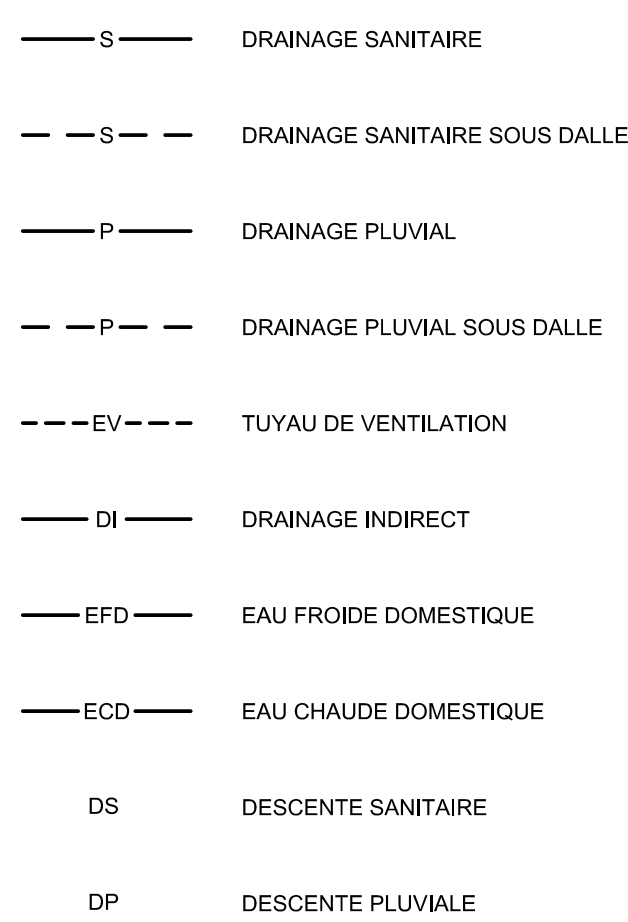 S DRAINAGE SANITAIRE
S DRAINAGE SANITAIRE SOUS DALLE
P DRAINAGE PLUVIAL
P DRAINAGE PLUVIAL SOUS DALLE
EV TUYAU DE VENTILATION
DI DRAINAGE INDIRECT
EFD EAU FROIDE DOMESTIQUE
ECD EAU CHAUDE DOMESTIQUE
DS DESCENTE SANITAIRE
DP DESCENTE PLUVIALE